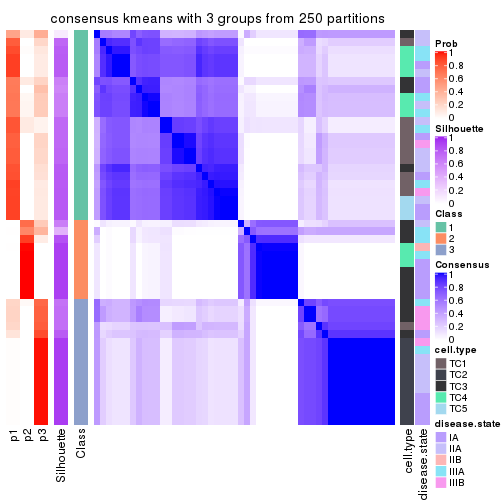 consensus kmeans with 3 groups from 250 partitions
Prob
1
0.8
0.6
0.4
0.2
0
Silhouette
1
0.8
0.6
0.4
0.2
0
Class
1
2
3
Consensus
1
0.8
0.6
0.4
0.2
0
cell.type
TC1
TC2
TC3
TC4
TC5
disease.state
IA
IIA
IIB
IIIA
IIIB
p1
p2
p3
Silhouette
Class
cell.type
disease.state